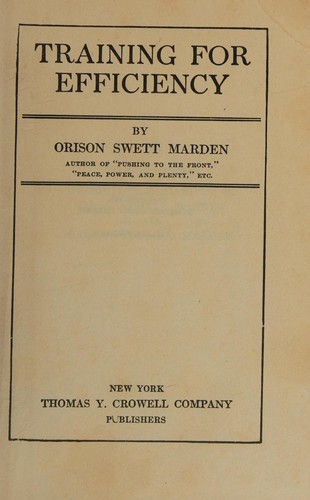 TRAINING FOR
EFFICIENCY
BY
ORISON SWETT MARDEN
AUTHOR OF "PUSHING TO THE FRONT,"
"PEACE, POWER, AND PLENTY," ETC.
NEW YORK
THOMAS Y. CROWELL COMPANY
PUBLISHERS